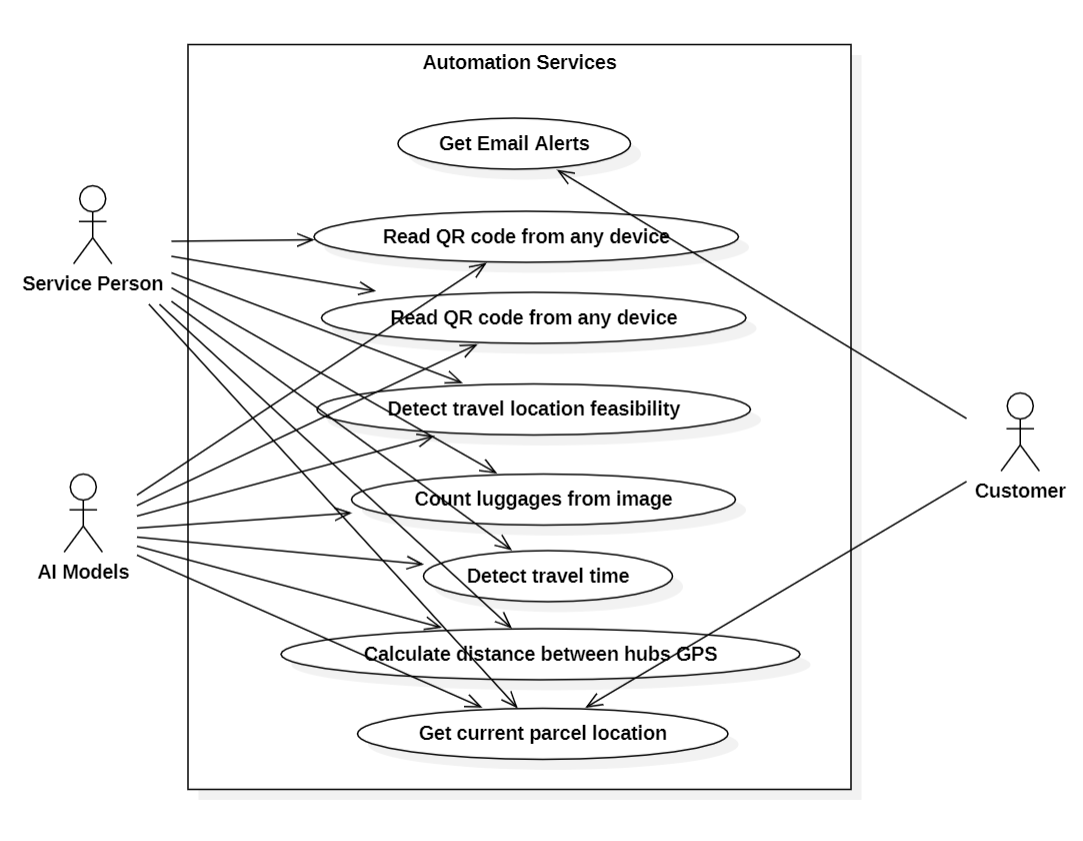 Automation Services
Get Email Alerts
Read QR code from any device
Service Person
Read QR code from any device
Detect travel location feasibility
Customer
Count luggages from image
AI Models
Detect travel time
Calculate distance between hubs GPS
Get current parcel location